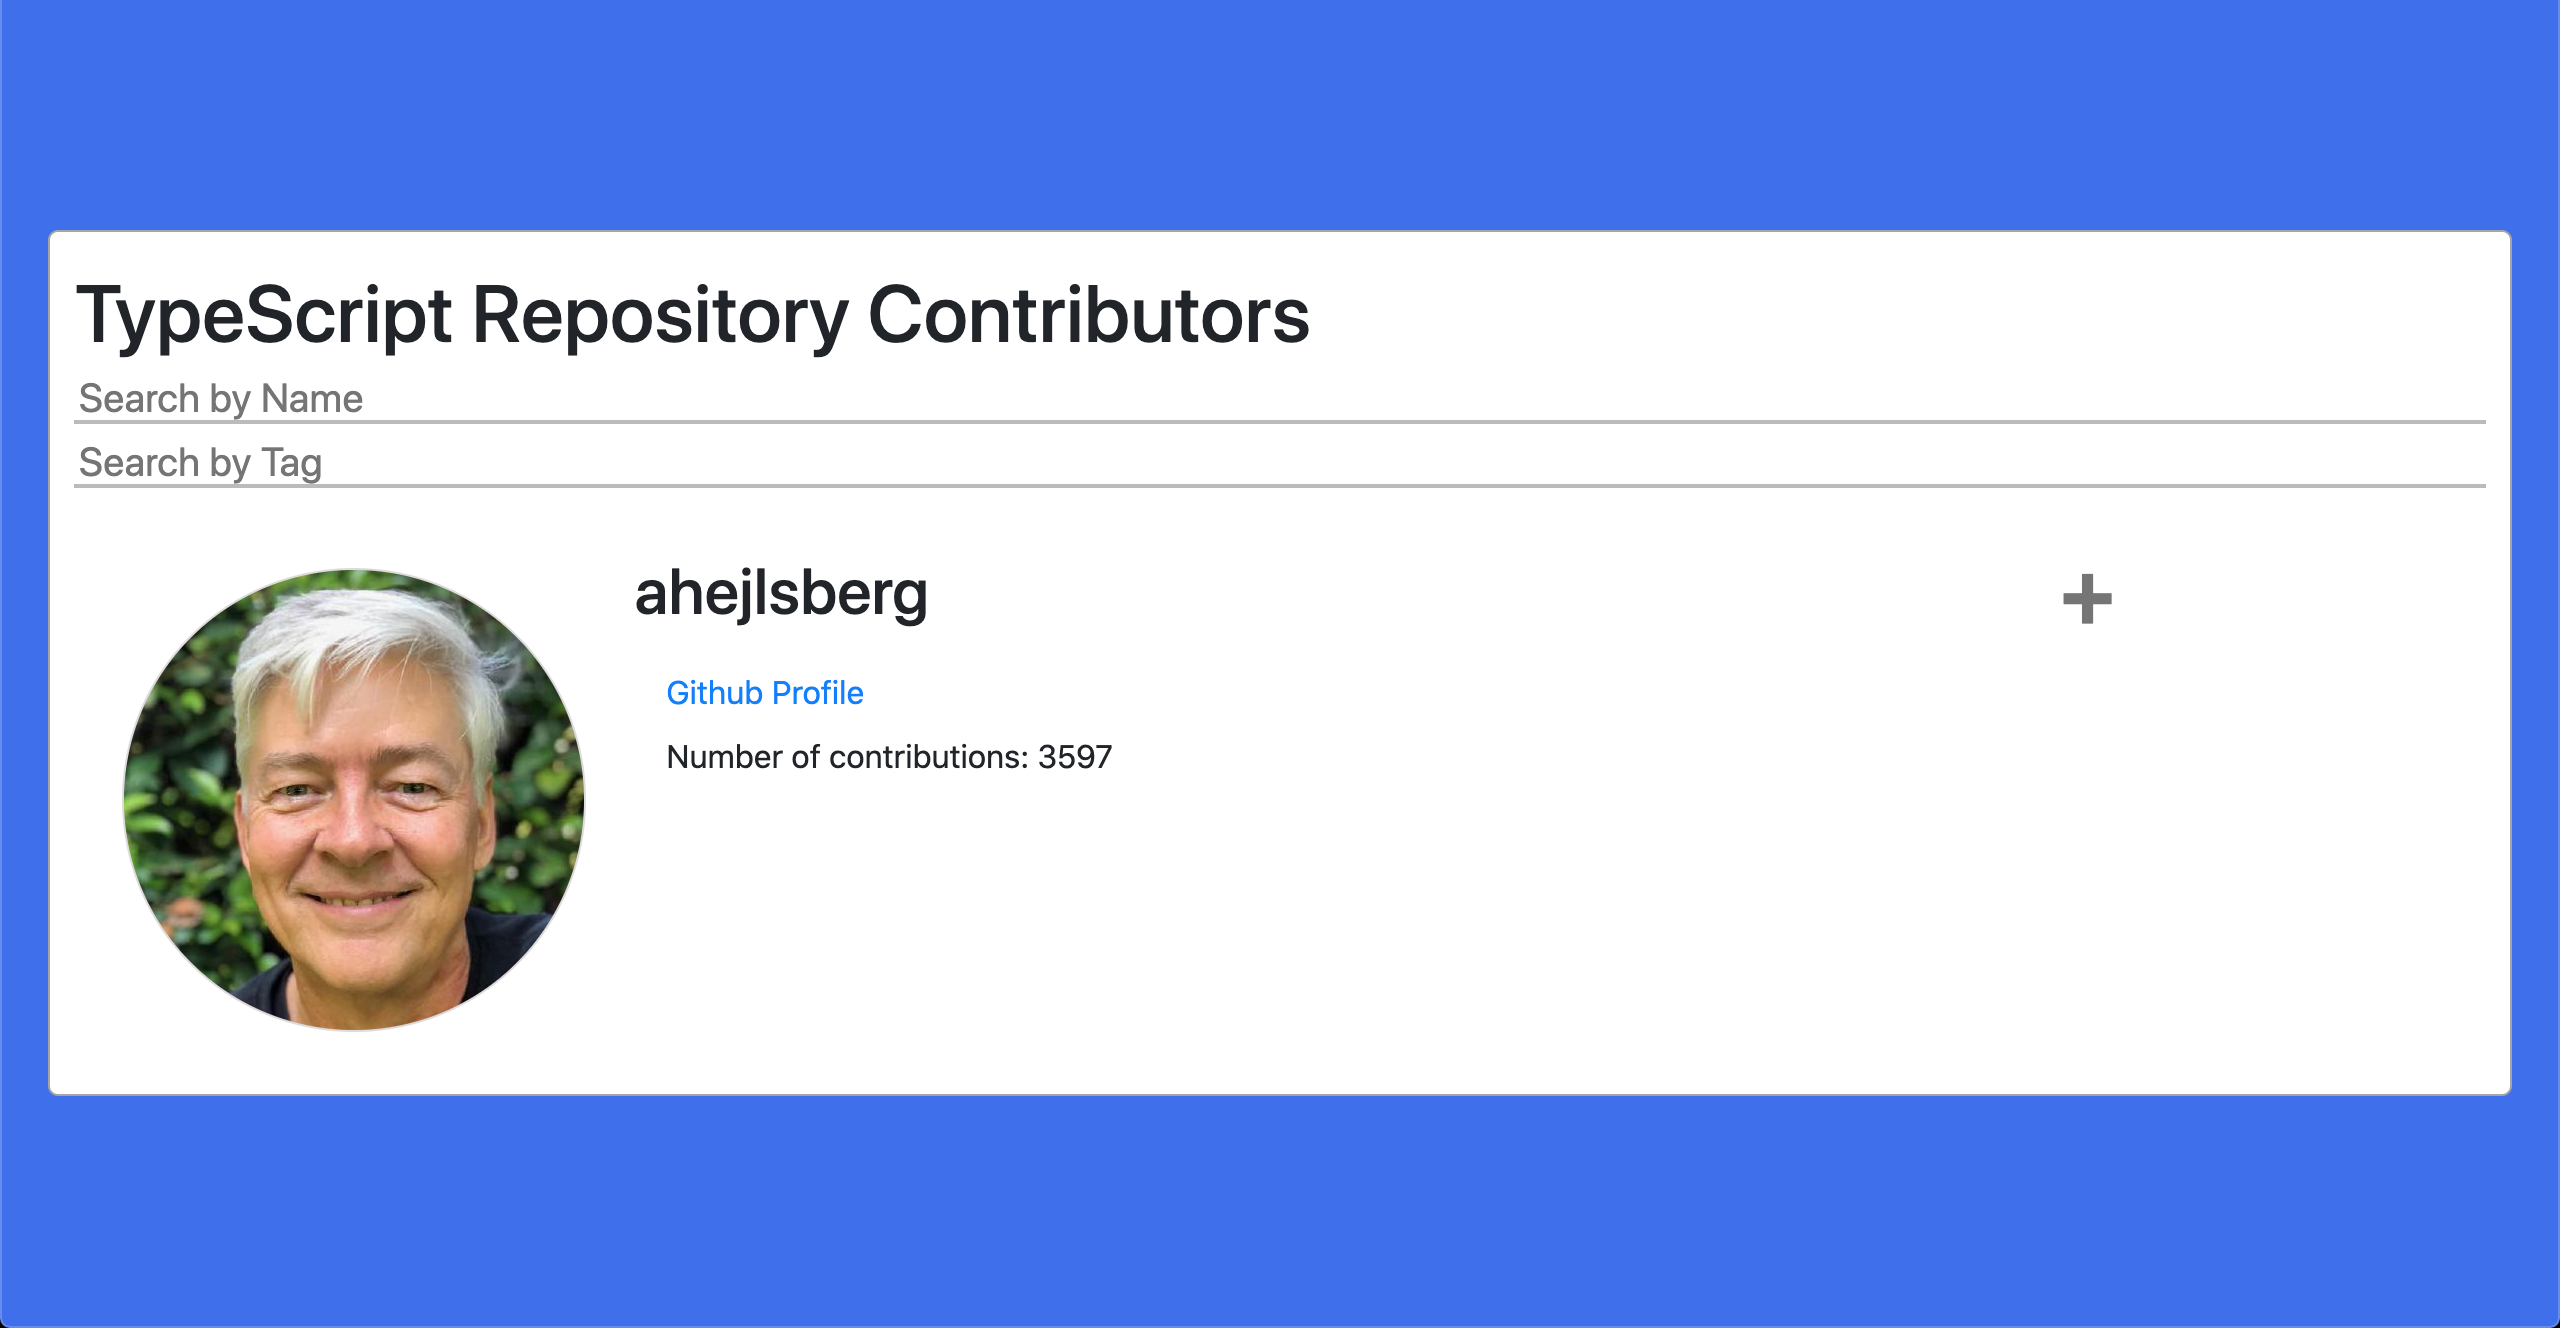 TypeScript Repository Contributors
Search by Name
Search by Tag
ahejlsberg
Github Profile
Number of contributions: 3597